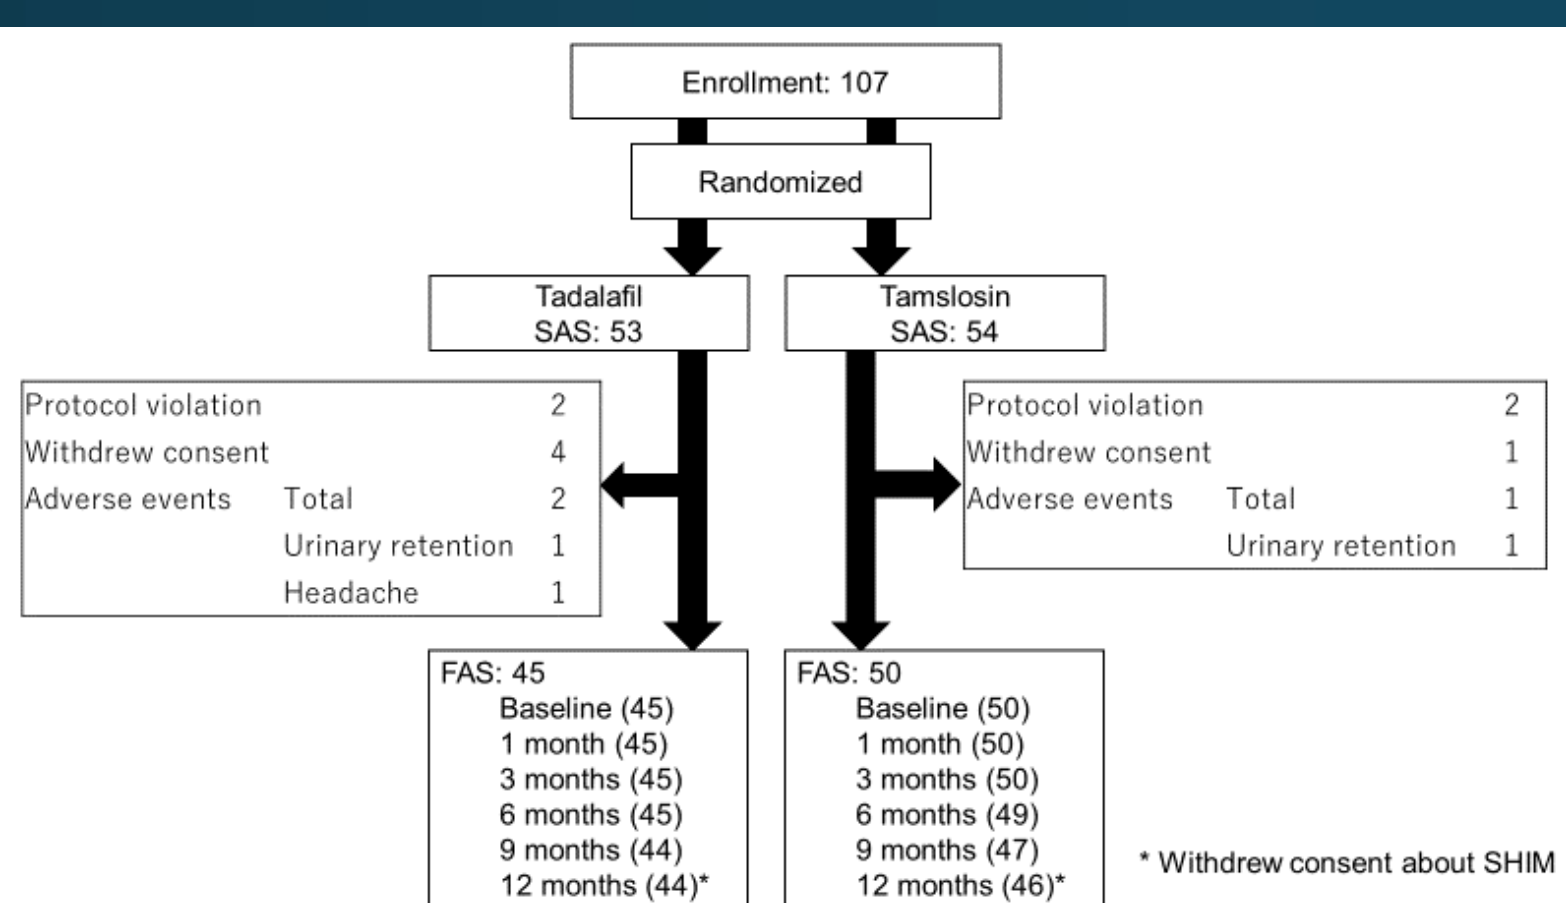 Enrollment: 107
Randomized
Tadalafil
SAS: 53
Tamslosin
SAS: 54
Protocol violation 2
Withdrew consent 4
Adverse events Total 2
Urinary retention 1
Headache 1
Protocol violation 2
Withdrew consent 1
Adverse events Total 1
Urinary retention 1
FAS: 45
Baseline (45)
1 month (45)
3 months (45)
6 months (45)
9 months (44)
12 months (44)*
FAS: 50
Baseline (50)
1 month (50)
3 months (50)
6 months (49)
9 months (47)
12 months (46)*
* Withdrew consent about SHIM